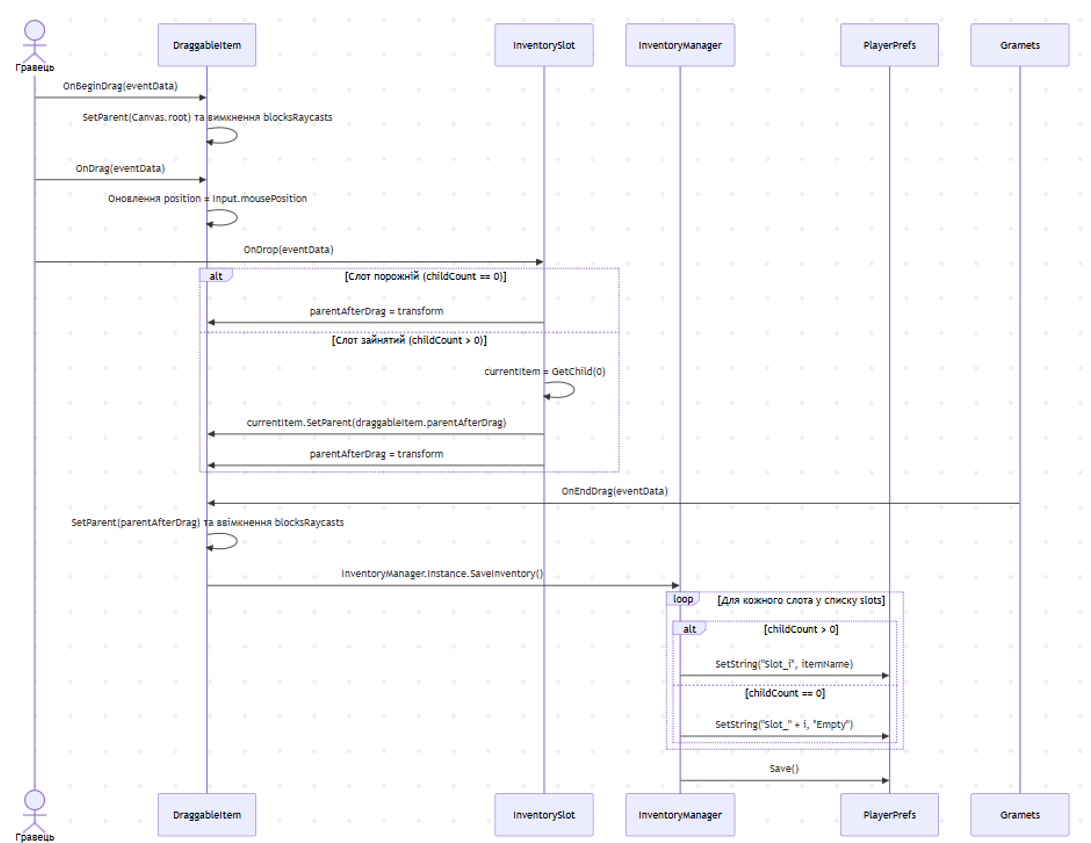 DraggableItem
InventorySlot
InventoryManager
PlayerPrefs
Gramets
Гравець
OnBeginDrag(eventData)
SetParent(Canvas.root) та вимкнення blocksRaycasts
OnDrag(eventData)
Оновлення position = Input.mousePosition
OnDrop(eventData)
alt
[Слот порожній (childCount == 0)]
parentAfterDrag = transform
[Слот зайнятий (childCount > 0)]
currentItem = GetChild(0)
currentItem.SetParent(draggableItem.parentAfterDrag)
parentAfterDrag = transform
OnEndDrag(eventData)
SetParent(parentAfterDrag) та ввімкнення blocksRaycasts
InventoryManager.Instance.SaveInventory()
loop
[Для кожного слота у списку slots]
alt
[childCount > 0]
SetString("Slot_i", itemName)
[childCount == 0]
SetString("Slot_" + i, "Empty")
Save()
Гравець
DraggableItem
InventorySlot
InventoryManager
PlayerPrefs
Gramets